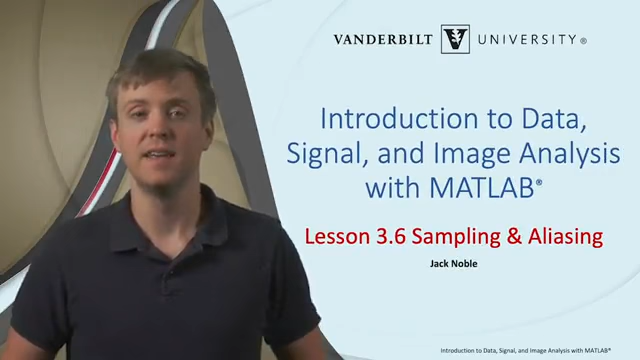 VANDERBILT V UNIVERSITY®
Introduction to Data,
Signal, and Image Analysis
with MATLAB®
Lesson 3.6 Sampling & Aliasing
Jack Noble
Introduction to Data, Signal, and Image Analysis with MATLAB®